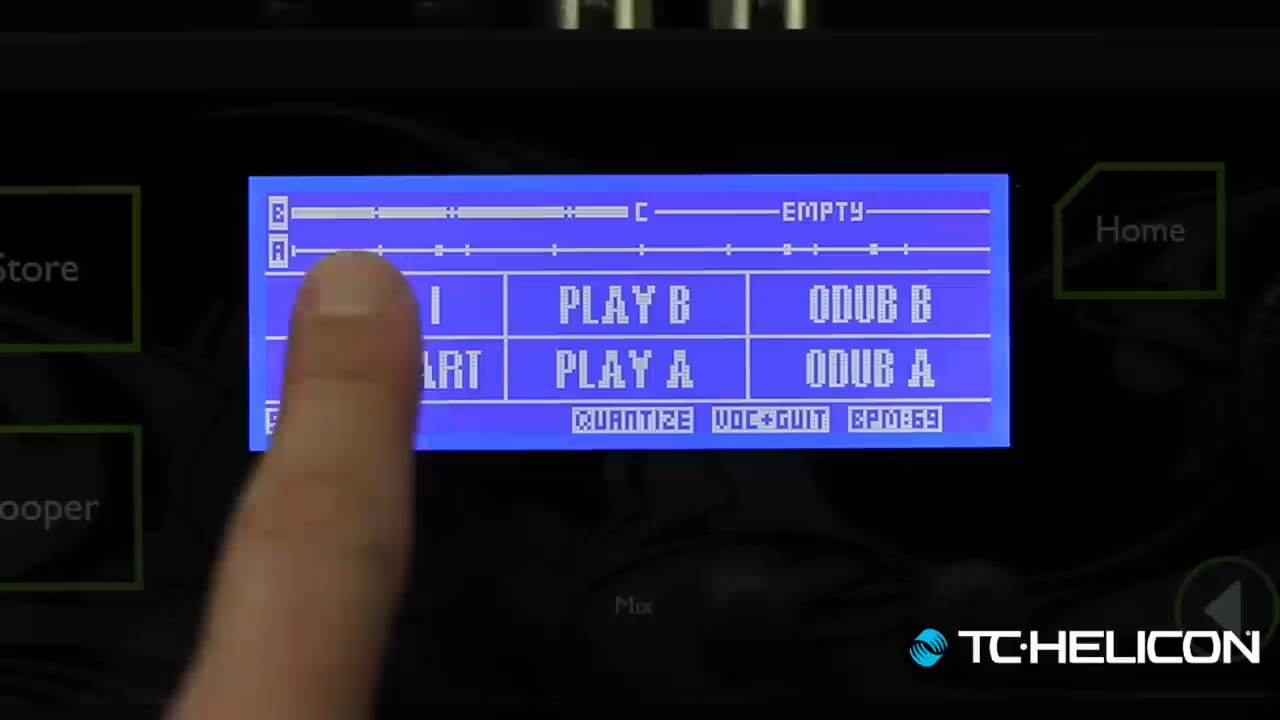 B C EMPTY
A
PLAY B ODUB B
PLAY A ODUB A
QUANTIZE VOC+GUIT BPM:69
Store
Home
Mix
TC·HELICON